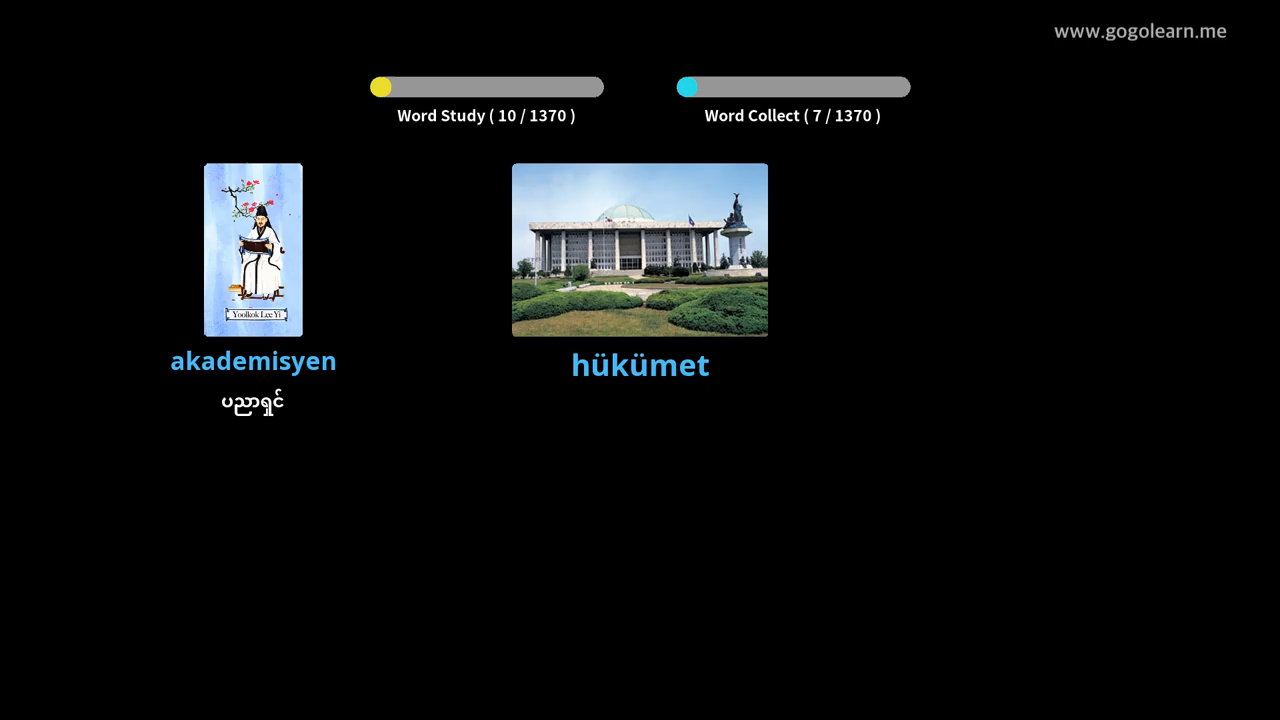 www.gogolearn.me
Word Study ( 10 / 1370 )
Word Collect ( 7 / 1370 )
Yoolkok Lee Yi
akademisyen
ပညာရှင်
hükümet